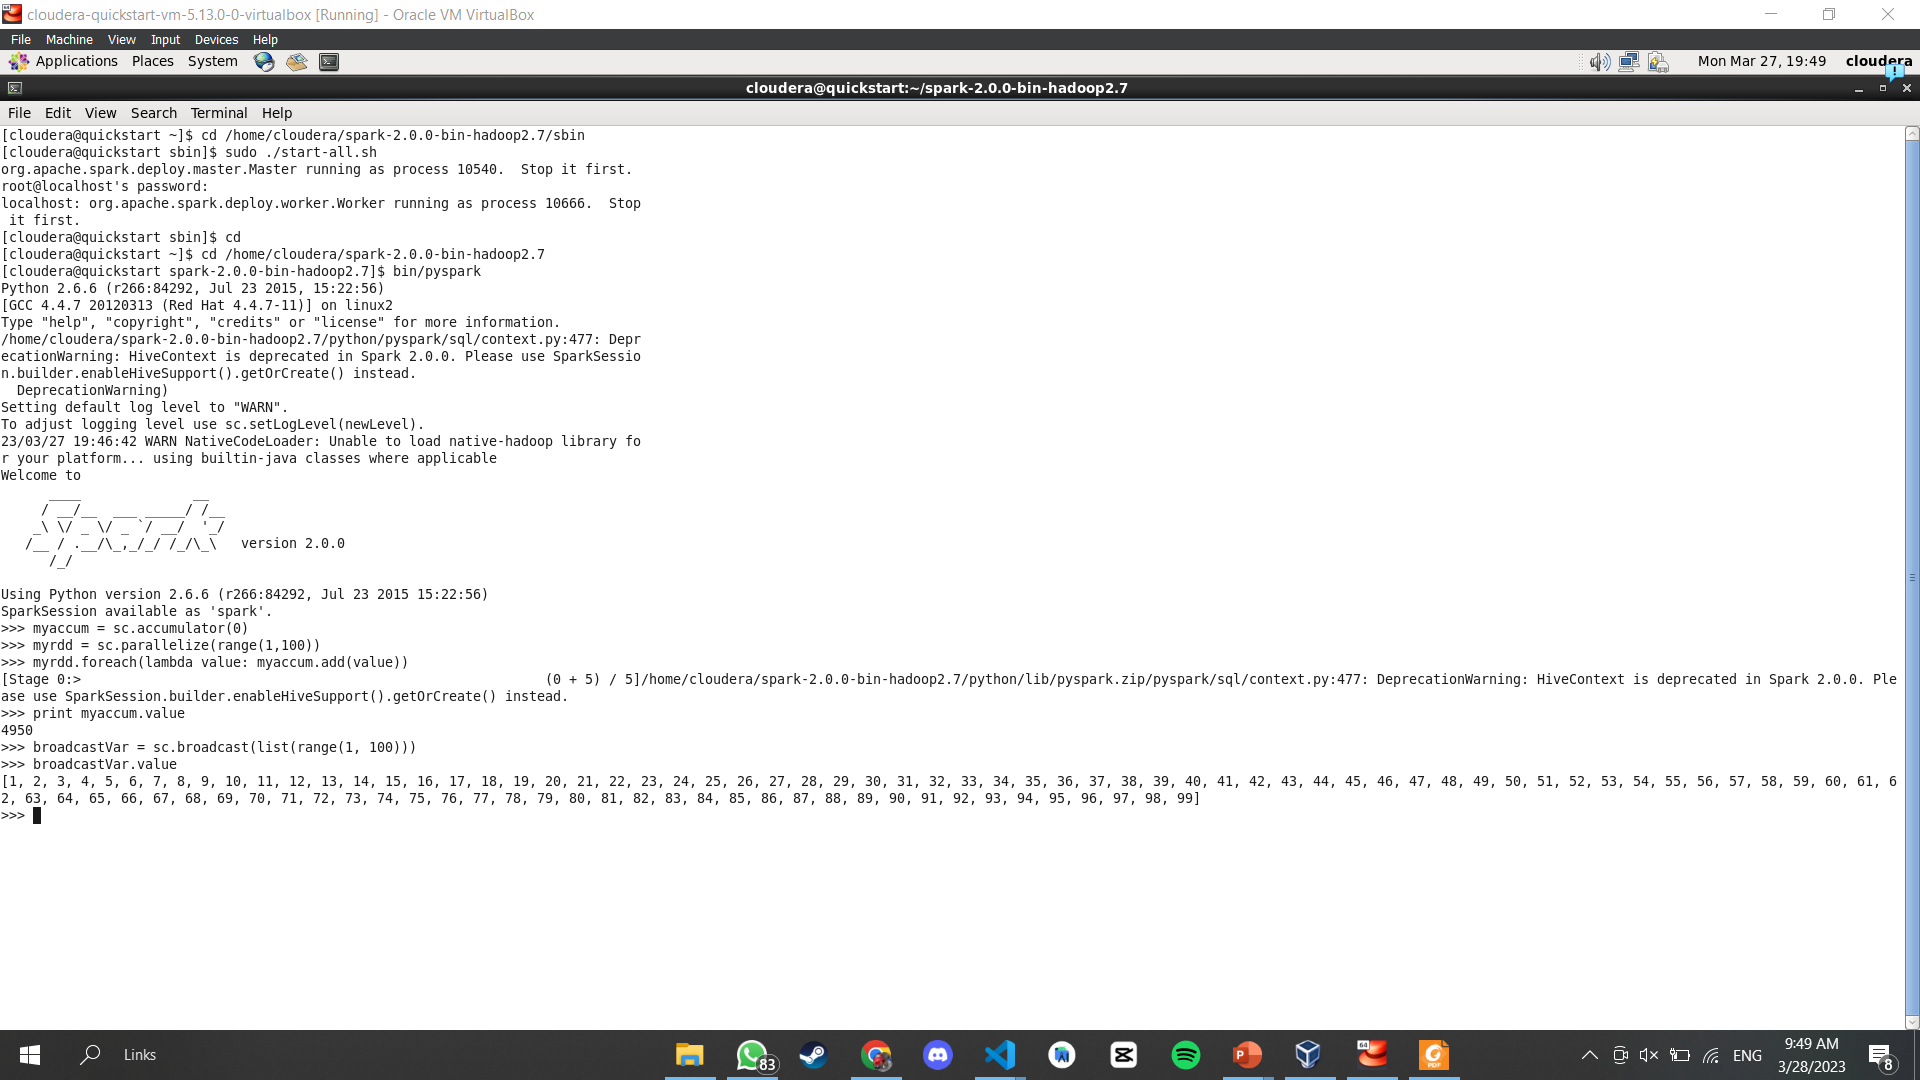 cloudera-quickstart-vm-5.13.0-0-virtualbox [Running] - Oracle VM VirtualBox
File Machine View Input Devices Help
Applications Places System Mon Mar 27, 19:49 cloudera
cloudera@quickstart:~/spark-2.0.0-bin-hadoop2.7
File Edit View Search Terminal Help
[cloudera@quickstart ~]$ cd /home/cloudera/spark-2.0.0-bin-hadoop2.7/sbin
[cloudera@quickstart sbin]$ sudo ./start-all.sh
org.apache.spark.deploy.master.Master running as process 10540.  Stop it first.
root@localhost's password:
localhost: org.apache.spark.deploy.worker.Worker running as process 10666.  Stop
 it first.
[cloudera@quickstart sbin]$ cd
[cloudera@quickstart ~]$ cd /home/cloudera/spark-2.0.0-bin-hadoop2.7
[cloudera@quickstart spark-2.0.0-bin-hadoop2.7]$ bin/pyspark
Python 2.6.6 (r266:84292, Jul 23 2015, 15:22:56)
[GCC 4.4.7 20120313 (Red Hat 4.4.7-11)] on linux2
Type "help", "copyright", "credits" or "license" for more information.
/home/cloudera/spark-2.0.0-bin-hadoop2.7/python/pyspark/sql/context.py:477: Depr
ecationWarning: HiveContext is deprecated in Spark 2.0.0. Please use SparkSessio
n.builder.enableHiveSupport().getOrCreate() instead.
  DeprecationWarning)
Setting default log level to "WARN".
To adjust logging level use sc.setLogLevel(newLevel).
23/03/27 19:46:42 WARN NativeCodeLoader: Unable to load native-hadoop library fo
r your platform... using builtin-java classes where applicable
Welcome to
      ____              __
     / __/__  ___ _____/ /__
    _\ \/ _ \/ _ `/ __/  '_/
   /__ / .__/\_,_/_/ /_/\_\   version 2.0.0
      /_/
Using Python version 2.6.6 (r266:84292, Jul 23 2015 15:22:56)
SparkSession available as 'spark'.
>>> myaccum = sc.accumulator(0)
>>> myrdd = sc.parallelize(range(1,100))
>>> myrdd.foreach(lambda value: myaccum.add(value))
[Stage 0:>                                                          (0 + 5) / 5]/home/cloudera/spark-2.0.0-bin-hadoop2.7/python/lib/pyspark.zip/pyspark/sql/context.py:477: DeprecationWarning: HiveContext is deprecated in Spark 2.0.0. Ple
ase use SparkSession.builder.enableHiveSupport().getOrCreate() instead.
>>> print myaccum.value
4950
>>> broadcastVar = sc.broadcast(list(range(1, 100)))
>>> broadcastVar.value
[1, 2, 3, 4, 5, 6, 7, 8, 9, 10, 11, 12, 13, 14, 15, 16, 17, 18, 19, 20, 21, 22, 23, 24, 25, 26, 27, 28, 29, 30, 31, 32, 33, 34, 35, 36, 37, 38, 39, 40, 41, 42, 43, 44, 45, 46, 47, 48, 49, 50, 51, 52, 53, 54, 55, 56, 57, 58, 59, 60, 61, 6
2, 63, 64, 65, 66, 67, 68, 69, 70, 71, 72, 73, 74, 75, 76, 77, 78, 79, 80, 81, 82, 83, 84, 85, 86, 87, 88, 89, 90, 91, 92, 93, 94, 95, 96, 97, 98, 99]
>>>
Links 83 P 64 PDF ENG 9:49 AM 8
3/28/2023